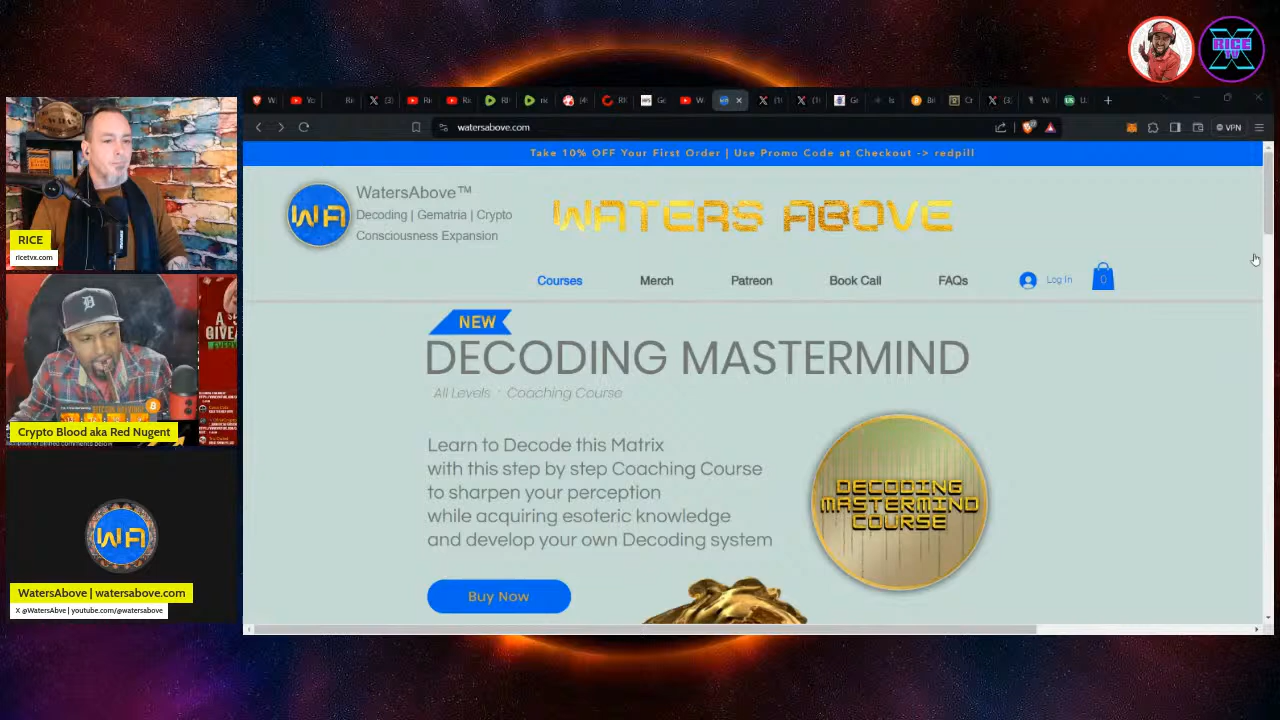 RICE
TV
watersabove.com
VPN
Take 10% OFF Your First Order | Use Promo Code at Checkout -> redpill
WA
WatersAbove™
Decoding | Gematria | Crypto
Consciousness Expansion
WATERS ABOVE
Courses
Merch
Patreon
Book Call
FAQs
Log In
0
NEW
DECODING MASTERMIND
All Levels · Coaching Course
Learn to Decode this Matrix
with this step by step Coaching Course
to sharpen your perception
while acquiring esoteric knowledge
and develop your own Decoding system
DECODING
MASTERMIND
COURSE
Buy Now
RICE
ricetvx.com
Crypto Blood aka Red Nugent
WA
WatersAbove | watersabove.com
X @WatersAbve | youtube.com/@watersabove